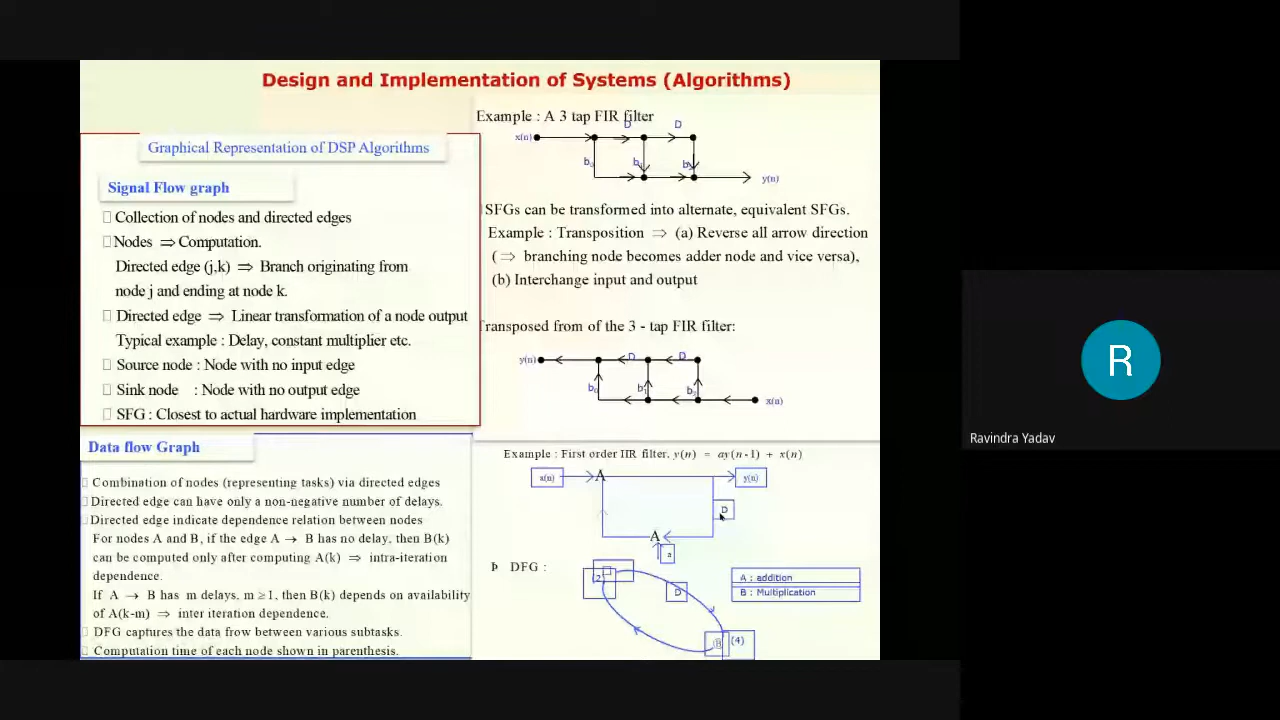 Design and Implementation of Systems (Algorithms)
Graphical Representation of DSP Algorithms
Signal Flow graph
Collection of nodes and directed edges
Nodes ⇒ Computation.
Directed edge (j,k) ⇒ Branch originating from
node j and ending at node k.
Directed edge ⇒ Linear transformation of a node output
Typical example : Delay, constant multiplier etc.
Source node : Node with no input edge
Sink node : Node with no output edge
SFG : Closest to actual hardware implementation
Data flow Graph
Combination of nodes (representing tasks) via directed edges
Directed edge can have only a non-negative number of delays.
Directed edge indicate dependence relation between nodes
For nodes A and B, if the edge A → B has no delay, then B(k)
can be computed only after computing A(k) ⇒ intra-iteration
dependence.
If A → B has m delays, m ≥1, then B(k) depends on availability
of A(k-m) ⇒ inter iteration dependence.
DFG captures the data frow between various subtasks.
Computation time of each node shown in parenthesis.
Example : A 3 tap FIR filter
D D
x(n)
b
y(n)
SFGs can be transformed into alternate, equivalent SFGs.
Example : Transposition ⇒ (a) Reverse all arrow direction
( ⇒ branching node becomes adder node and vice versa),
(b) Interchange input and output
Transposed from of the 3 - tap FIR filter:
y(n) D D
b b1 b2
x(n)
Example : First order IIR filter, y(n) = ay(n-1) + x(n)
x(n) A y(n)
D
A
a
Þ DFG :
(2)
D
B (4)
A : addition
B : Multiplication
R
Ravindra Yadav